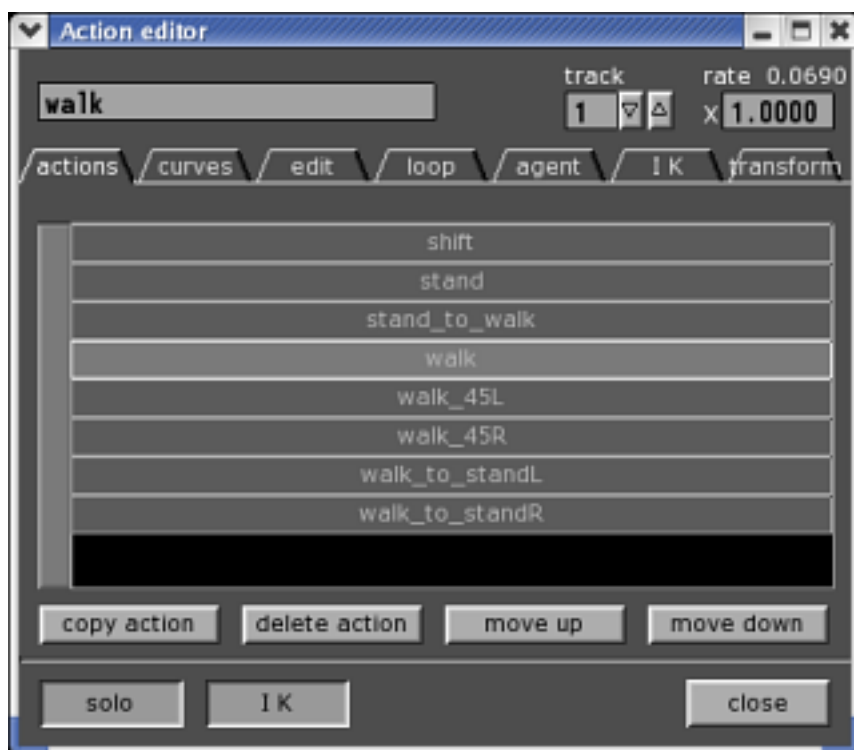 Action editor
track rate 0.0690
walk 1 x 1.0000
actions curves edit loop agent I K transform
shift
stand
stand_to_walk
walk
walk_45L
walk_45R
walk_to_standL
walk_to_standR
copy action delete action move up move down
solo I K close